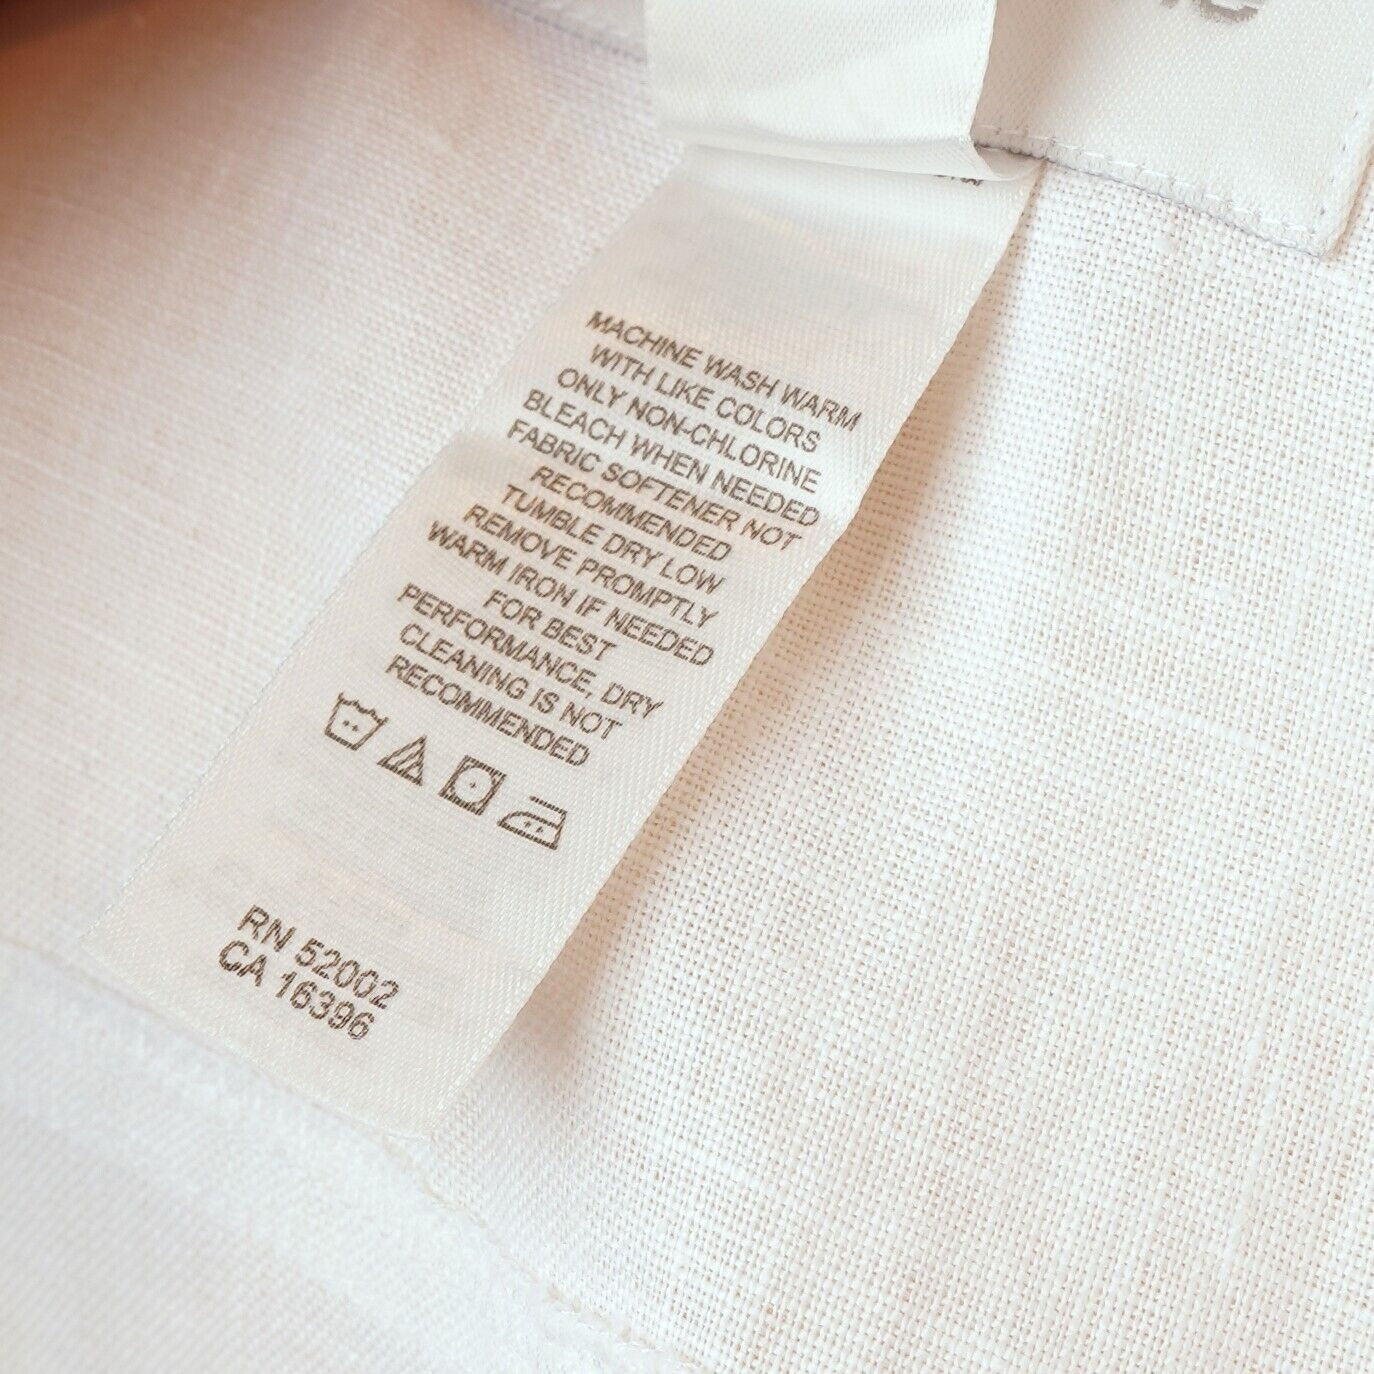 MACHINE WASH WARM
WITH LIKE COLORS
ONLY NON-CHLORINE
BLEACH WHEN NEEDED
FABRIC SOFTENER NOT
RECOMMENDED
TUMBLE DRY LOW
REMOVE PROMPTLY
WARM IRON IF NEEDED
FOR BEST
PERFORMANCE, DRY
CLEANING IS NOT
RECOMMENDED
RN 52002
CA 16396